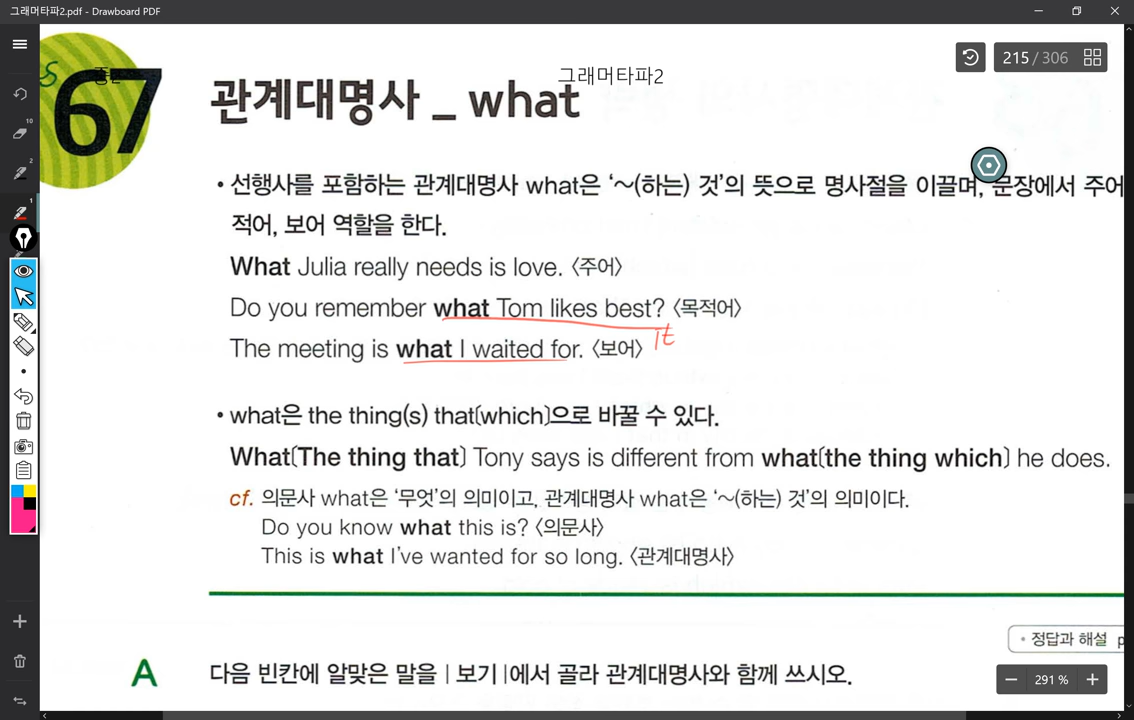 그래머타파2.pdf - Drawboard PDF
215 / 306
그래머타파2
67
관계대명사 _ what
• 선행사를 포함하는 관계대명사 what은 ‘～(하는) 것’의 뜻으로 명사절을 이끌며, 문장에서 주어
적어, 보어 역할을 한다.
What Julia really needs is love. 〈주어〉
Do you remember what Tom likes best? 〈목적어〉
It
The meeting is what I waited for. 〈보어〉
• what은 the thing(s) that(which)으로 바꿀 수 있다.
What(The thing that) Tony says is different from what(the thing which) he does.
cf. 의문사 what은 ‘무엇’의 의미이고, 관계대명사 what은 ‘～(하는) 것’의 의미이다.
Do you know what this is? 〈의문사〉
This is what I've wanted for so long. 〈관계대명사〉
• 정답과 해설 p
A 다음 빈칸에 알맞은 말을 | 보기 |에서 골라 관계대명사와 함께 쓰시오.
291 %
10
2
1